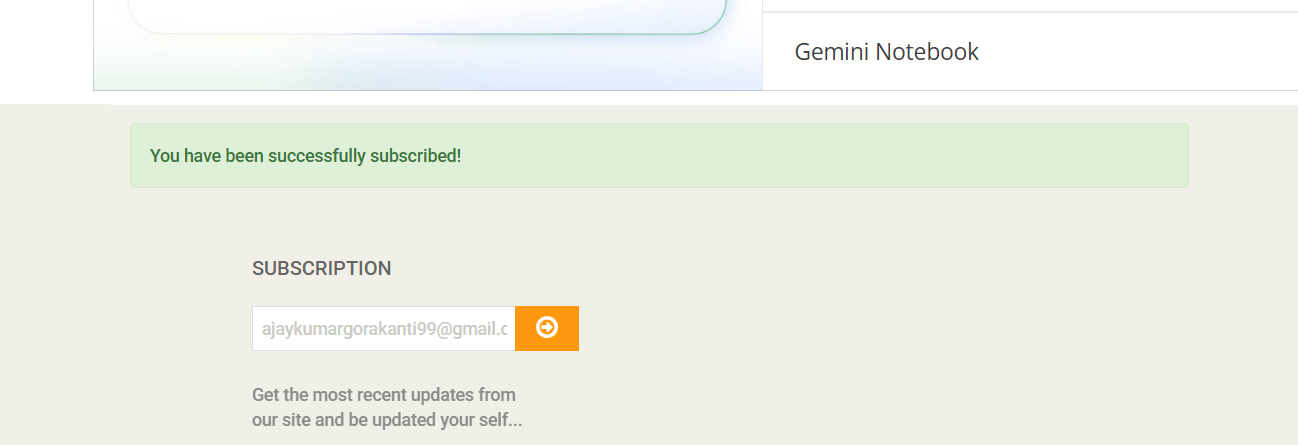 Gemini Notebook
You have been successfully subscribed!
SUBSCRIPTION
ajaykumargorakanti99@gmail.c
Get the most recent updates from
our site and be updated your self...